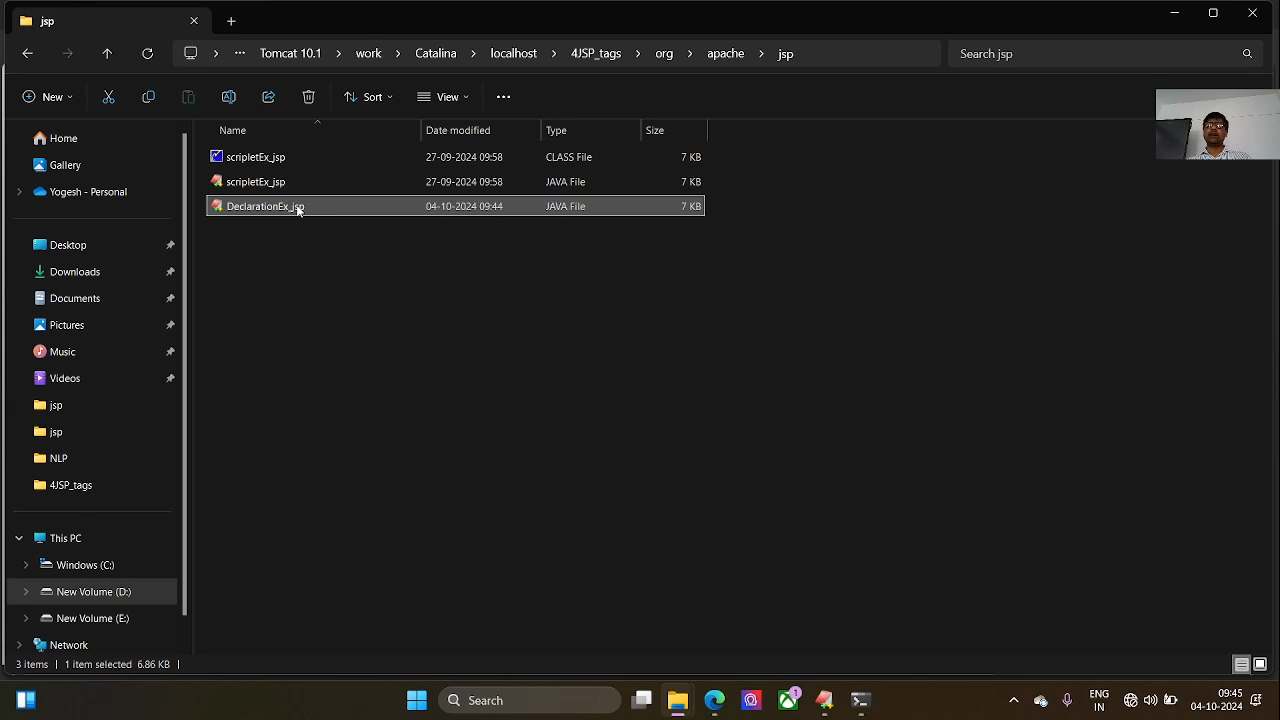 jsp
Tomcat 10.1 > work > Catalina > localhost > 4JSP_tags > org > apache > jsp
Search jsp
New
Sort
View
Name Date modified Type Size
scripletEx_jsp 27-09-2024 09:58 CLASS File 7 KB
scripletEx_jsp 27-09-2024 09:58 JAVA File 7 KB
DeclarationEx_jsp 04-10-2024 09:44 JAVA File 7 KB
Home
Gallery
Yogesh - Personal
Desktop
Downloads
Documents
Pictures
Music
Videos
jsp
jsp
NLP
4JSP_tags
This PC
Windows (C:)
New Volume (D:)
New Volume (E:)
Network
3 items 1 item selected 6.86 KB
Search
1
ENG
IN
09:45
04-10-2024